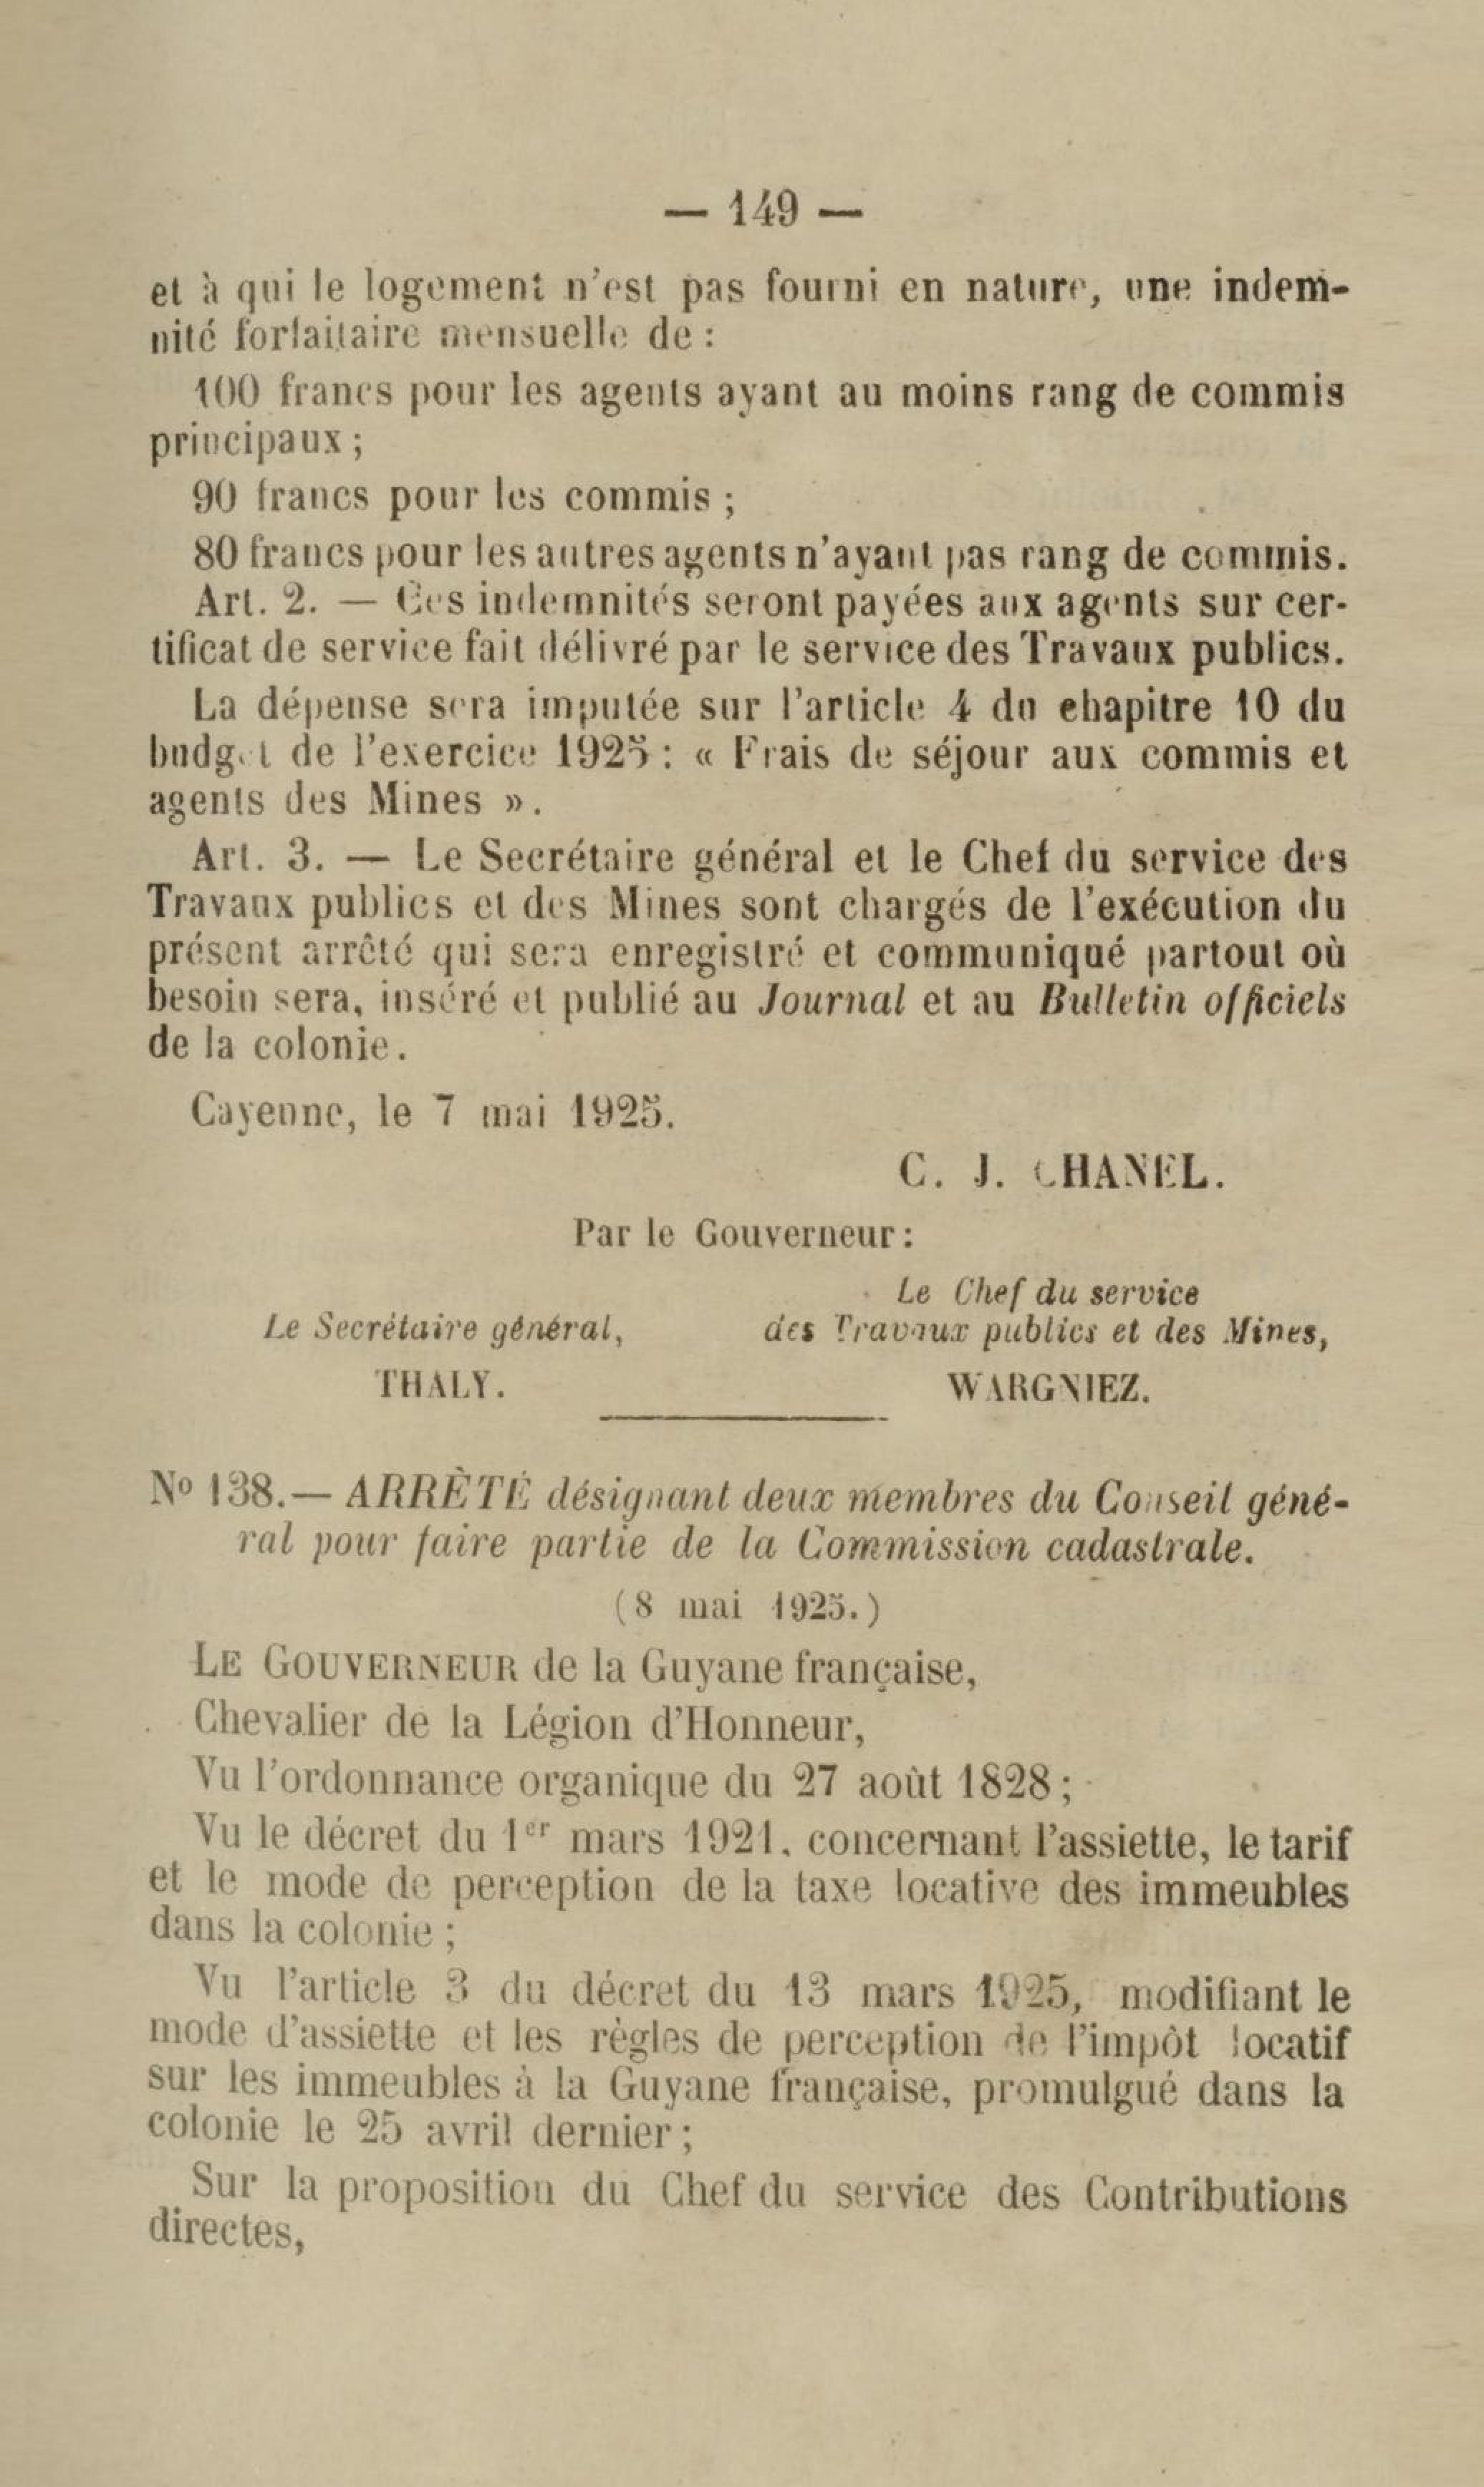 — 149 —
et à qui le logement n'est pas fourni en nature, une indem-
nité forfaitaire mensuelle de :
100 francs pour les agents ayant au moins rang de commis
principaux ;
90 francs pour les commis ;
80 francs pour les autres agents n'ayant pas rang de commis.
Art. 2. — Ces indemnités seront payées aux agents sur cer-
tificat de service fait délivré par le service des Travaux publics.
La dépense sera imputée sur l'article 4 du chapitre 10 du
budget de l'exercice 1925 : « Frais de séjour aux commis et
agents des Mines ».
Art. 3. — Le Secrétaire général et le Chef du service des
Travaux publics et des Mines sont chargés de l'exécution du
présent arrêté qui sera enregistré et communiqué partout où
besoin sera, inséré et publié au Journal et au Bulletin officiels
de la colonie.
Cayenne, le 7 mai 1925.
C. J. CHANEL.
Par le Gouverneur :
Le Secrétaire général,
THALY.
Le Chef du service
des Travaux publics et des Mines,
WARGNIEZ.
Nº 138.— ARRÊTÉ désignant deux membres du Conseil géné-
ral pour faire partie de la Commission cadastrale.
(8 mai 1925.)
LE GOUVERNEUR de la Guyane française,
Chevalier de la Légion d'Honneur,
Vu l'ordonnance organique du 27 août 1828 ;
Vu le décret du 1er mars 1921, concernant l'assiette, le tarif
et le mode de perception de la taxe locative des immeubles
dans la colonie ;
Vu l'article 3 du décret du 13 mars 1925, modifiant le
mode d'assiette et les règles de perception de l'impôt locatif
sur les immeubles à la Guyane française, promulgué dans la
colonie le 25 avril dernier ;
Sur la proposition du Chef du service des Contributions
directes,